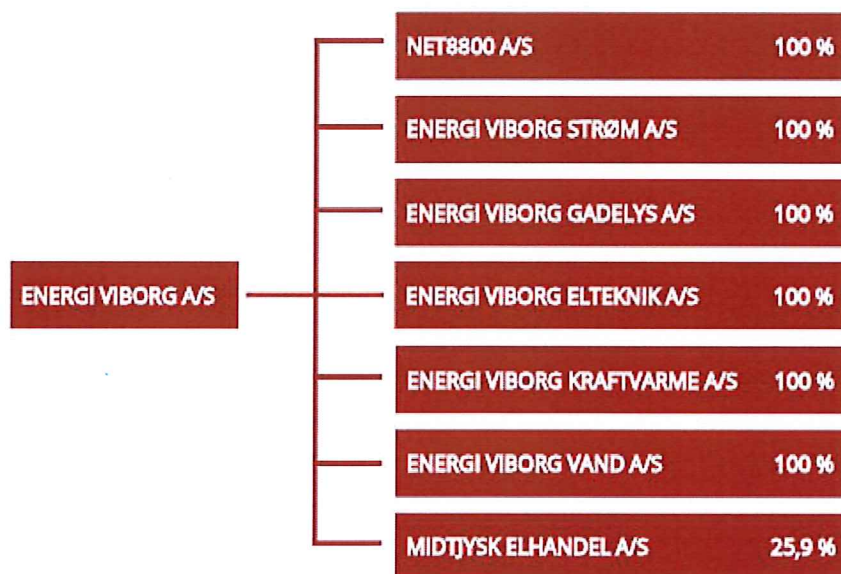 NET8800 A/S 100 %
ENERGI VIBORG STRØM A/S 100 %
ENERGI VIBORG GADELYS A/S 100 %
ENERGI VIBORG A/S
ENERGI VIBORG ELTEKNIK A/S 100 %
ENERGI VIBORG KRAFTVARME A/S 100 %
ENERGI VIBORG VAND A/S 100 %
MIDTJYSK ELHANDEL A/S 25,9 %